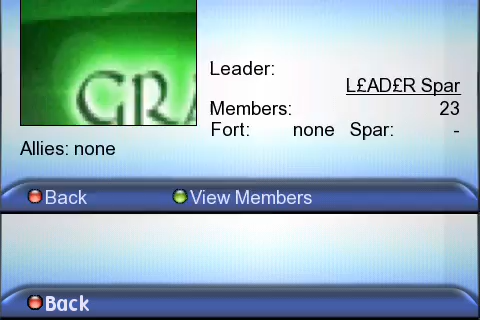 GRA
Leader:
L£AD£R Spar
Members: 23
Fort: none Spar: -
Allies: none
Back View Members
Back